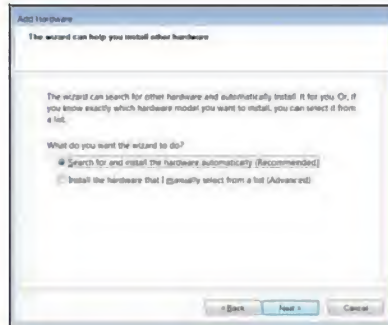 Add Hardware
The wizard can help you install other hardware
The wizard can search for other hardware and automatically install it for you. Or, if
you know exactly which hardware model you want to install, you can select it from
a list.
What do you want the wizard to do?
Search for and install the hardware automatically (Recommended)
Install the hardware that I manually select from a list (Advanced)
< Back Next > Cancel